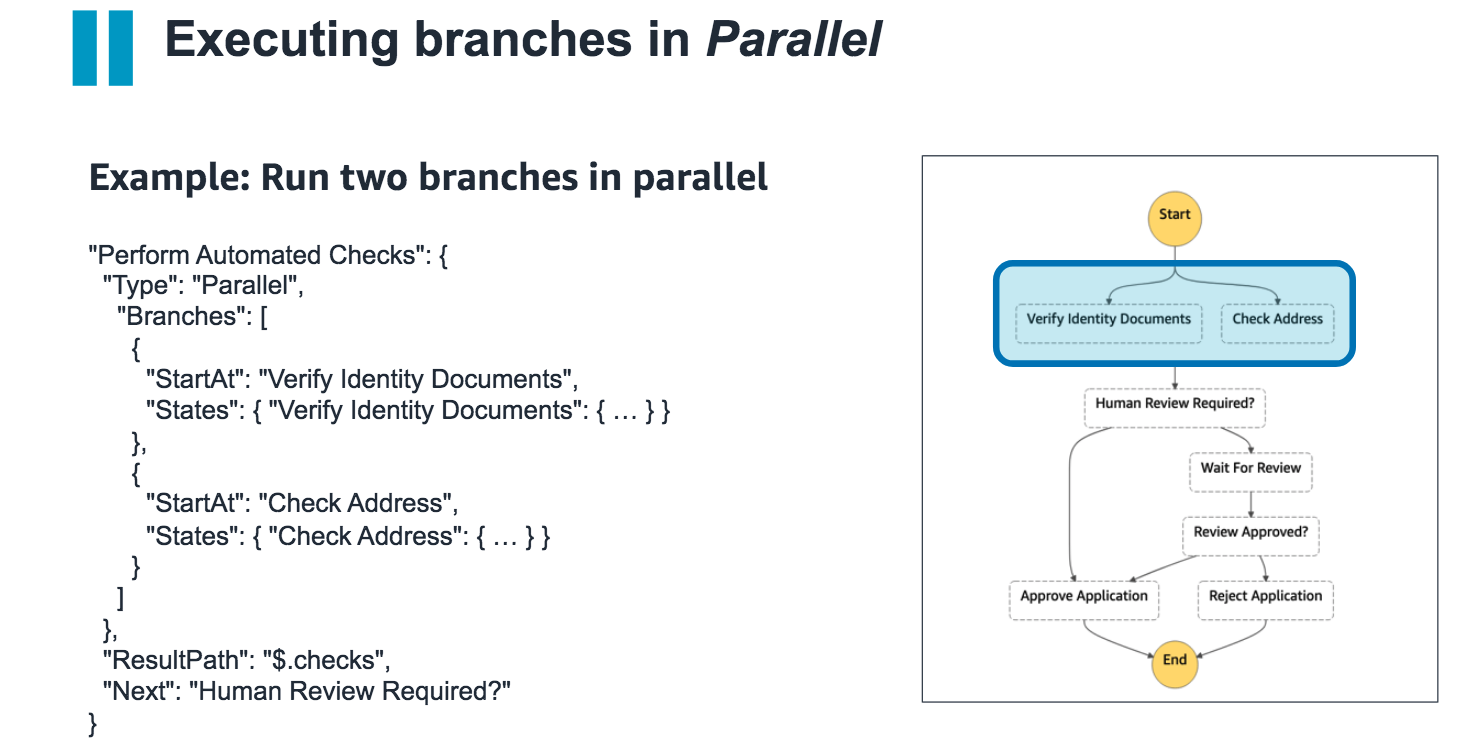 Executing branches in Parallel
Example: Run two branches in parallel
"Perform Automated Checks": {
"Type": "Parallel",
"Branches": [
{
"StartAt": "Verify Identity Documents",
"States": { "Verify Identity Documents": { … } }
},
{
"StartAt": "Check Address",
"States": { "Check Address": { … } }
}
]
},
"ResultPath": "$.checks",
"Next": "Human Review Required?"
}
Start
Verify Identity Documents
Check Address
Human Review Required?
Wait For Review
Review Approved?
Approve Application
Reject Application
End